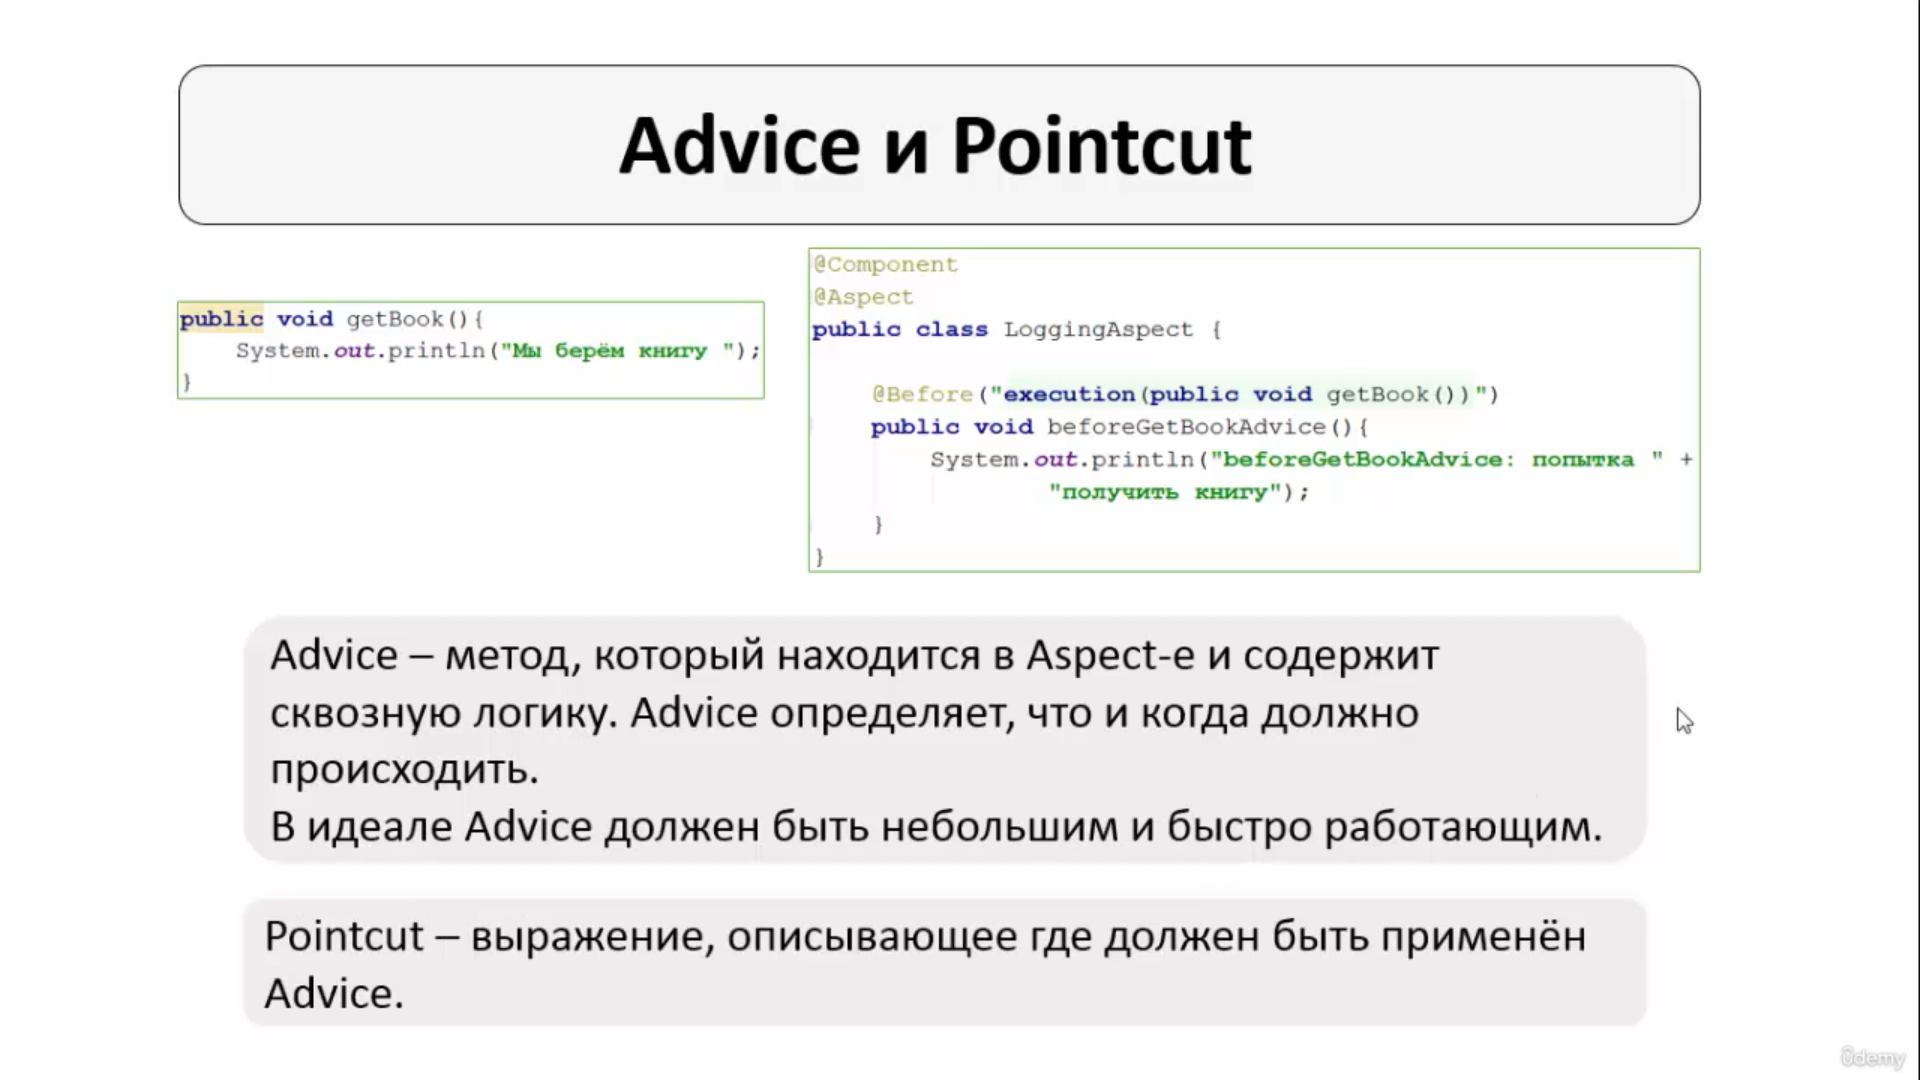 Advice и Pointcut
public void getBook(){
System.out.println("Мы берём книгу ");
}
@Component
@Aspect
public class LoggingAspect {
@Before("execution(public void getBook())")
public void beforeGetBookAdvice(){
System.out.println("beforeGetBookAdvice: попытка " +
"получить книгу");
}
}
Advice – метод, который находится в Aspect-е и содержит
сквозную логику. Advice определяет, что и когда должно
происходить.
В идеале Advice должен быть небольшим и быстро работающим.
Pointcut – выражение, описывающее где должен быть применён
Advice.
ûdemy